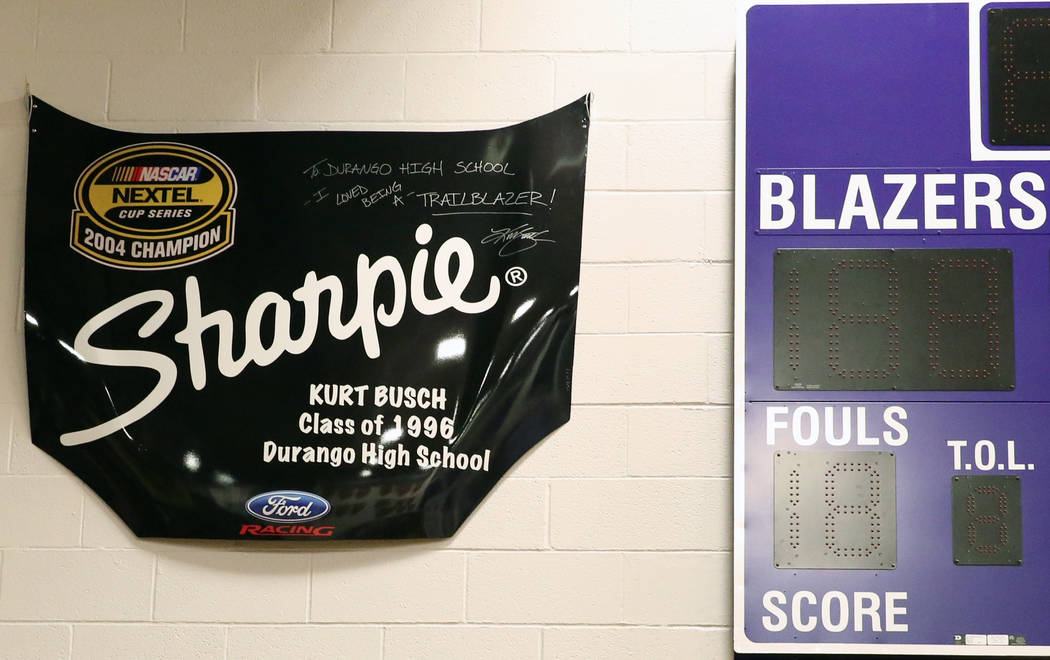 NASCAR
NEXTEL
CUP SERIES
2004 CHAMPION
To DURANGO HIGH SCHOOL
- I LOVED BEING A - TRAILBLAZER!
Sharpie®
KURT BUSCH
Class of 1996
Durango High School
Ford
RACING
BLAZERS
FOULS
T.O.L.
SCORE